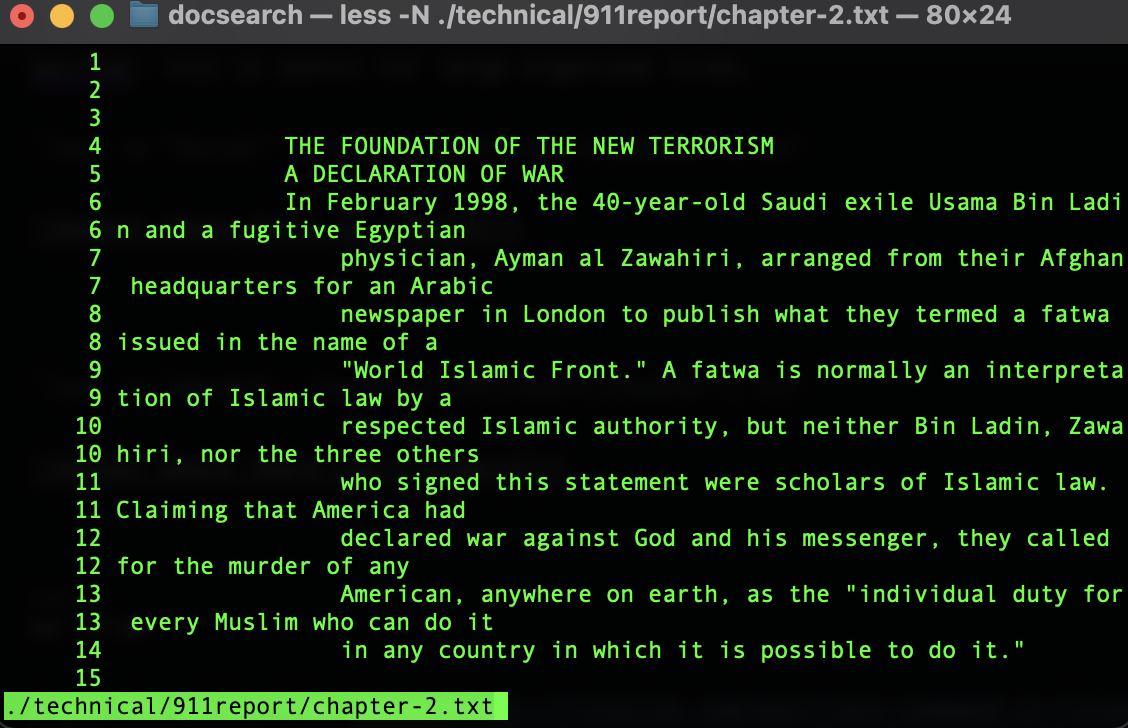 docsearch — less -N ./technical/911report/chapter-2.txt — 80×24
1
2
3
4 THE FOUNDATION OF THE NEW TERRORISM
5 A DECLARATION OF WAR
6 In February 1998, the 40-year-old Saudi exile Usama Bin Ladi
6 n and a fugitive Egyptian
7 physician, Ayman al Zawahiri, arranged from their Afghan
7 headquarters for an Arabic
8 newspaper in London to publish what they termed a fatwa
8 issued in the name of a
9 "World Islamic Front." A fatwa is normally an interpreta
9 tion of Islamic law by a
10 respected Islamic authority, but neither Bin Ladin, Zawa
10 hiri, nor the three others
11 who signed this statement were scholars of Islamic law.
11 Claiming that America had
12 declared war against God and his messenger, they called
12 for the murder of any
13 American, anywhere on earth, as the "individual duty for
13 every Muslim who can do it
14 in any country in which it is possible to do it."
15
./technical/911report/chapter-2.txt